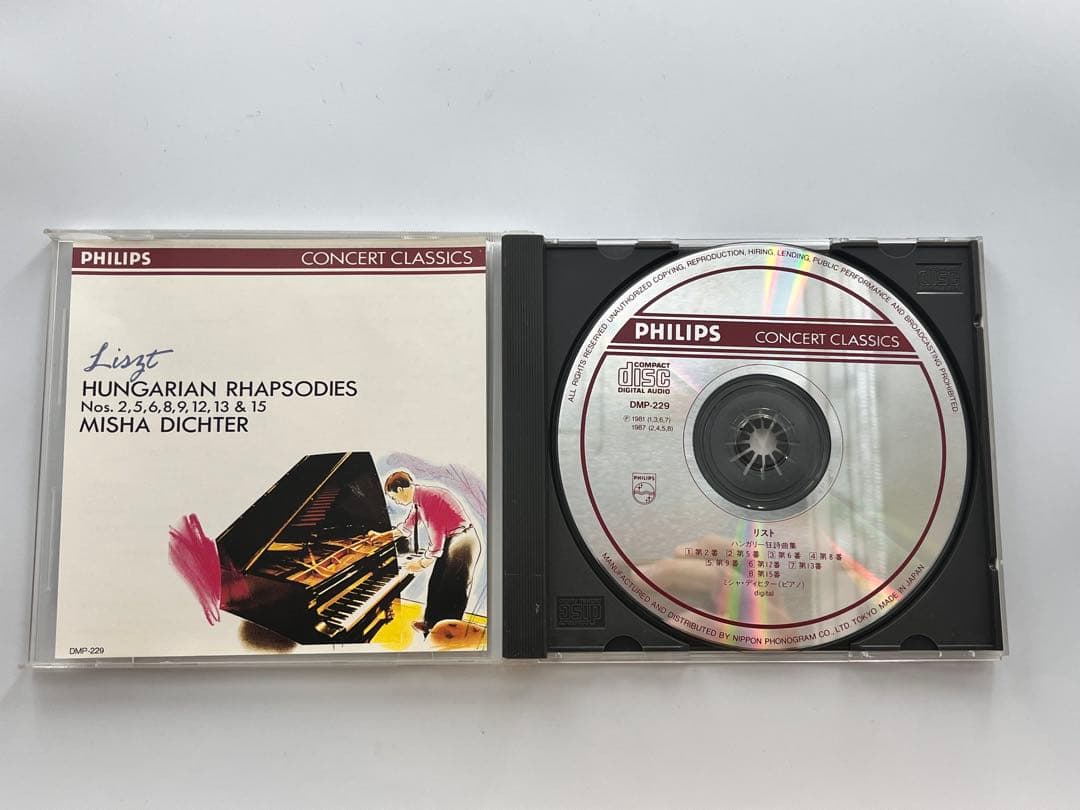 PHILIPS CONCERT CLASSICS
Liszt
HUNGARIAN RHAPSODIES
Nos. 2, 5, 6, 8, 9, 12, 13 & 15
MISHA DICHTER
DMP-229
ALL RIGHTS RESERVED UNAUTHORIZED COPYING, REPRODUCTION, HIRING, LENDING, PUBLIC PERFORMANCE AND BROADCASTING PROHIBITED.
PHILIPS CONCERT CLASSICS
COMPACT
disc
DIGITAL AUDIO
DMP-229
Ⓟ 1981 (1,3,6,7)
1987 (2,4,5,8)
PHILIPS
リスト
ハンガリー狂詩曲集
1 第2番 2 第5番 3 第6番 4 第8番
5 第9番 6 第12番 7 第13番
8 第15番
ミシャ・ディヒター(ピアノ)
digital
MANUFACTURED AND DISTRIBUTED BY NIPPON PHONOGRAM CO., LTD. TOKYO MADE IN JAPAN
disc
disc